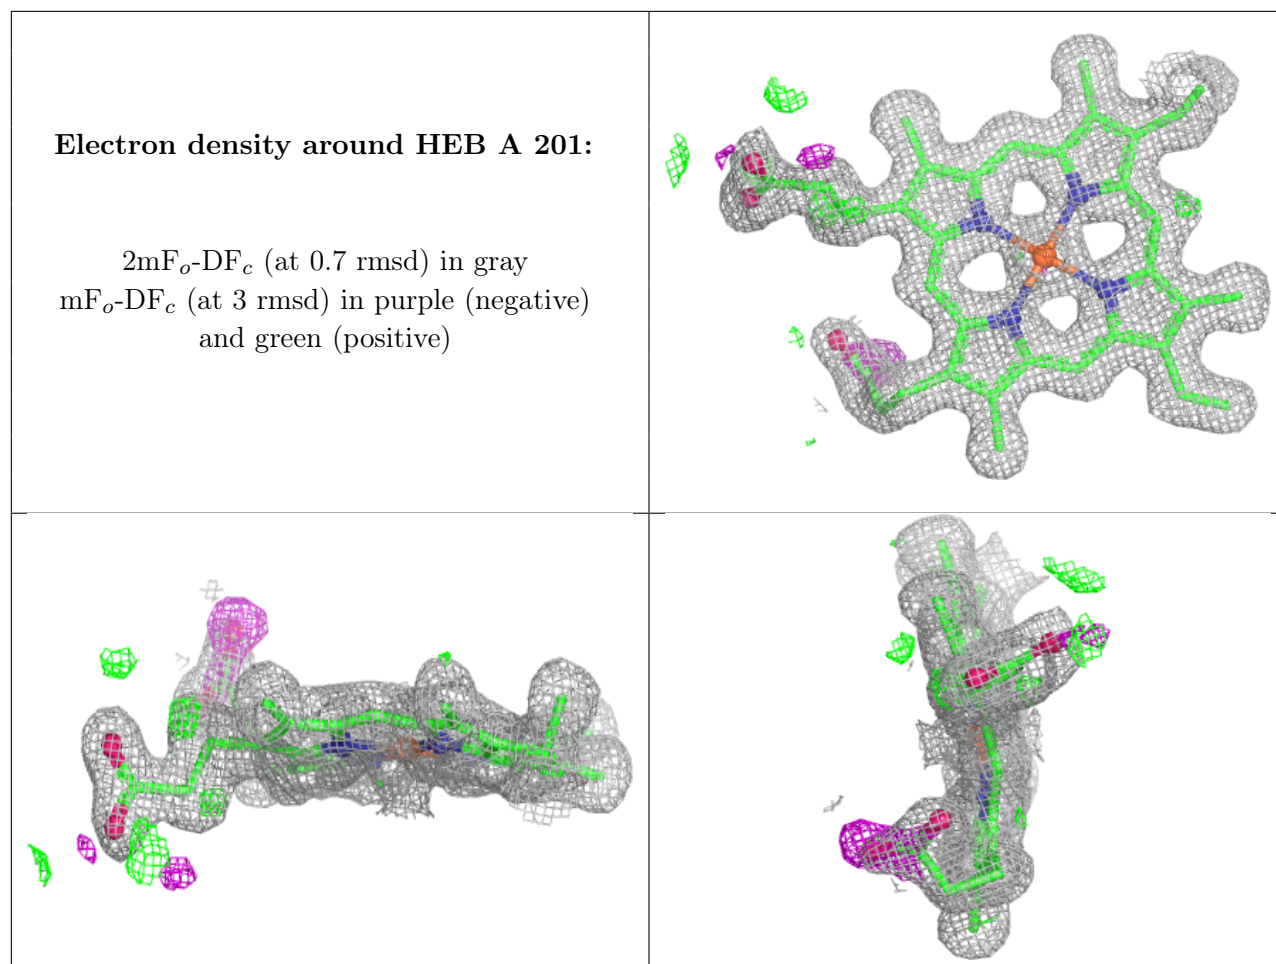 Electron density around HEB A 201:
2mFo-DFc (at 0.7 rmsd) in gray
mFo-DFc (at 3 rmsd) in purple (negative)
and green (positive)